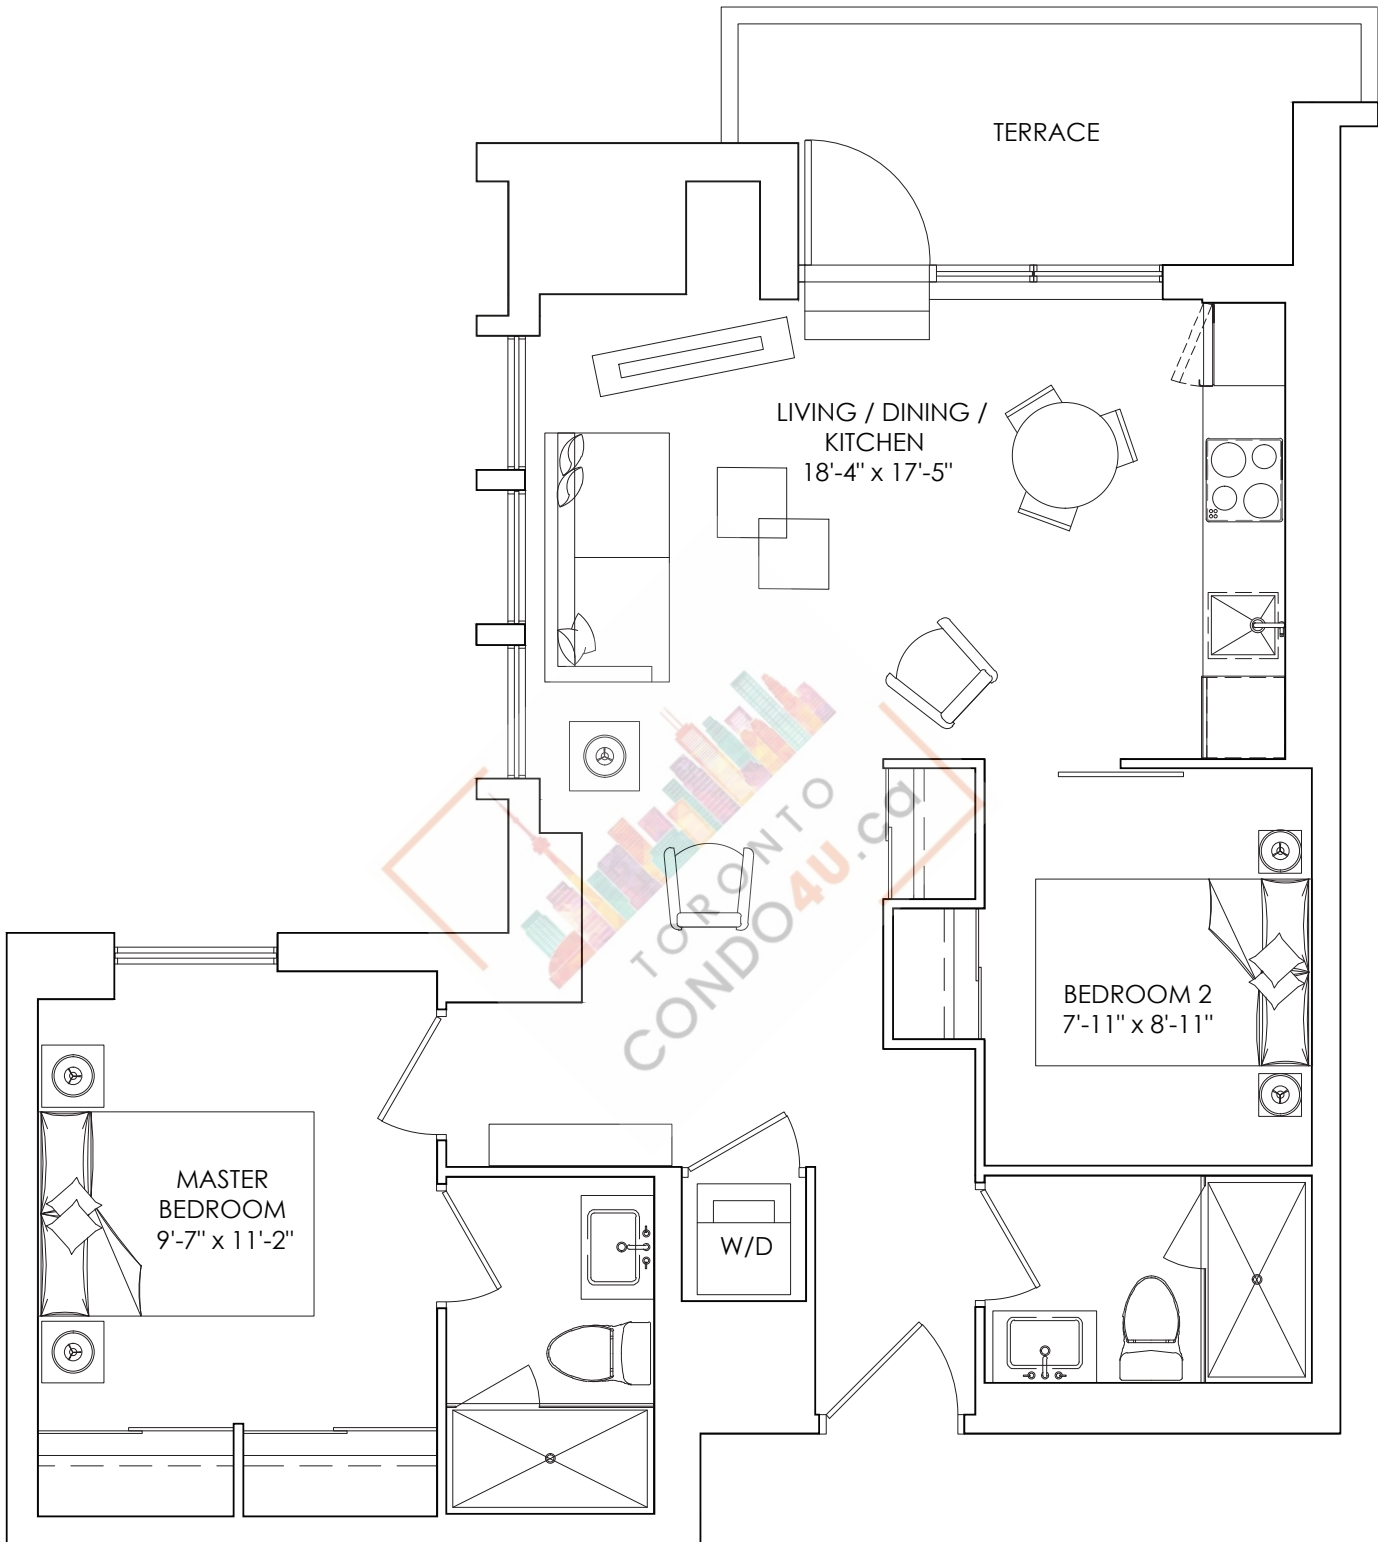 TERRACE
LIVING / DINING /
KITCHEN
18'-4" x 17'-5"
TORONTO
CONDO4U.ca
BEDROOM 2
7'-11" x 8'-11"
MASTER
BEDROOM
9'-7" x 11'-2"
W/D